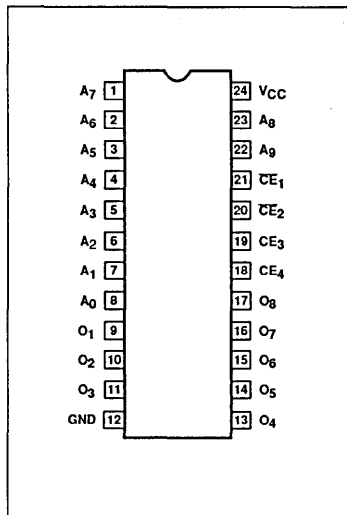 A7 1 24 VCC
A6 2 23 A8
A5 3 22 A9
A4 4 21 C̅E̅1
A3 5 20 C̅E̅2
A2 6 19 CE3
A1 7 18 CE4
A0 8 17 O8
O1 9 16 O7
O2 10 15 O6
O3 11 14 O5
GND 12 13 O4